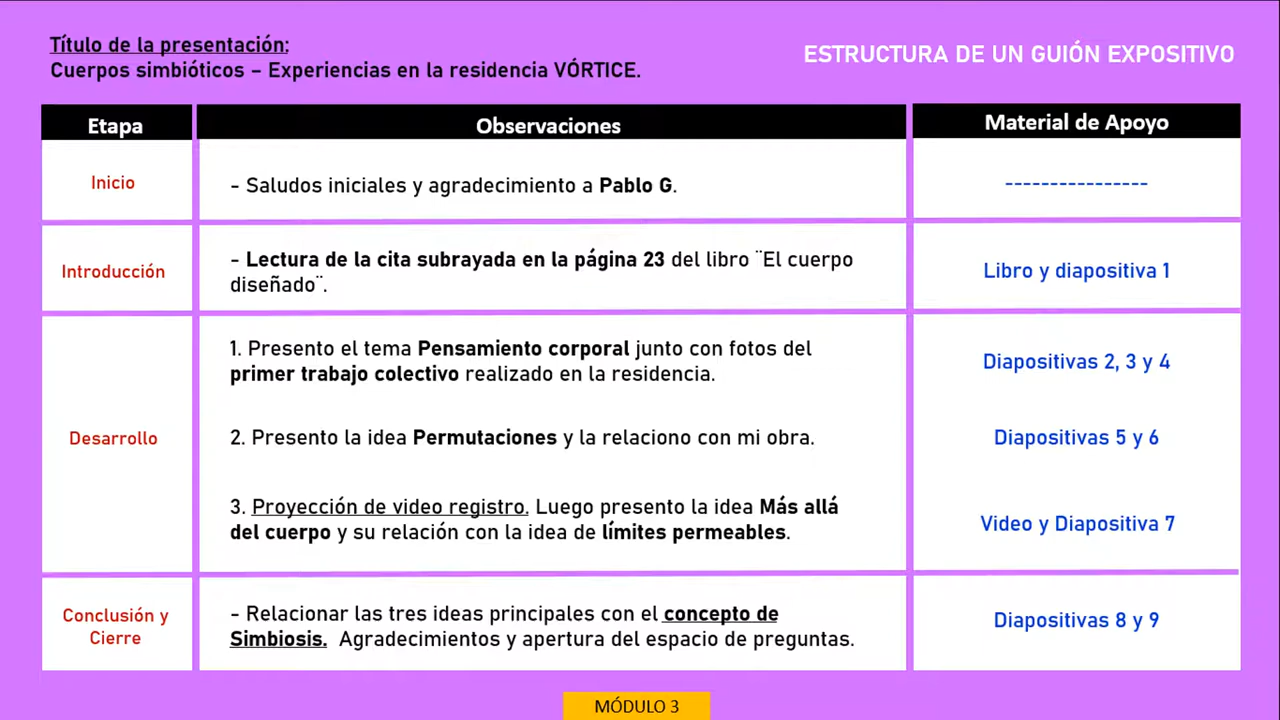 Título de la presentación:
Cuerpos simbióticos – Experiencias en la residencia VÓRTICE.
ESTRUCTURA DE UN GUIÓN EXPOSITIVO
Etapa
Observaciones
Material de Apoyo
Inicio
- Saludos iniciales y agradecimiento a Pablo G.
----------------
Introducción
- Lectura de la cita subrayada en la página 23 del libro ¨El cuerpo
diseñado¨.
Libro y diapositiva 1
Desarrollo
1. Presento el tema Pensamiento corporal junto con fotos del
primer trabajo colectivo realizado en la residencia.
Diapositivas 2, 3 y 4
2. Presento la idea Permutaciones y la relaciono con mi obra.
Diapositivas 5 y 6
3. Proyección de video registro. Luego presento la idea Más allá
del cuerpo y su relación con la idea de límites permeables.
Video y Diapositiva 7
Conclusión y
Cierre
- Relacionar las tres ideas principales con el concepto de
Simbiosis. Agradecimientos y apertura del espacio de preguntas.
Diapositivas 8 y 9
MÓDULO 3